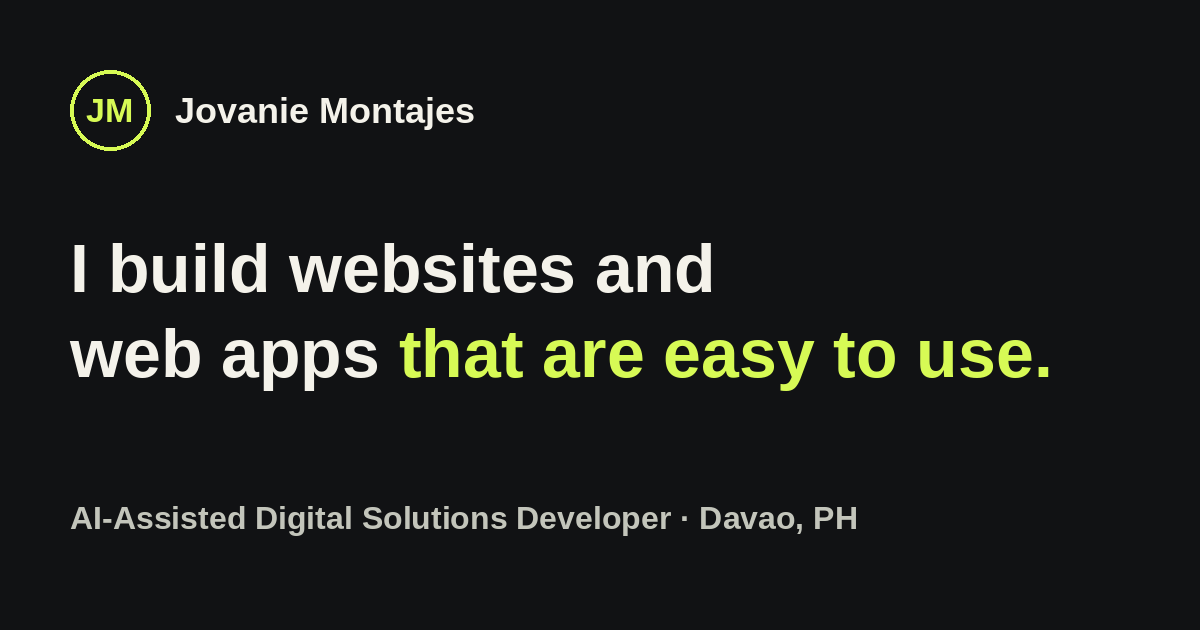 JM
Jovanie Montajes
I build websites and
web apps that are easy to use.
AI-Assisted Digital Solutions Developer · Davao, PH